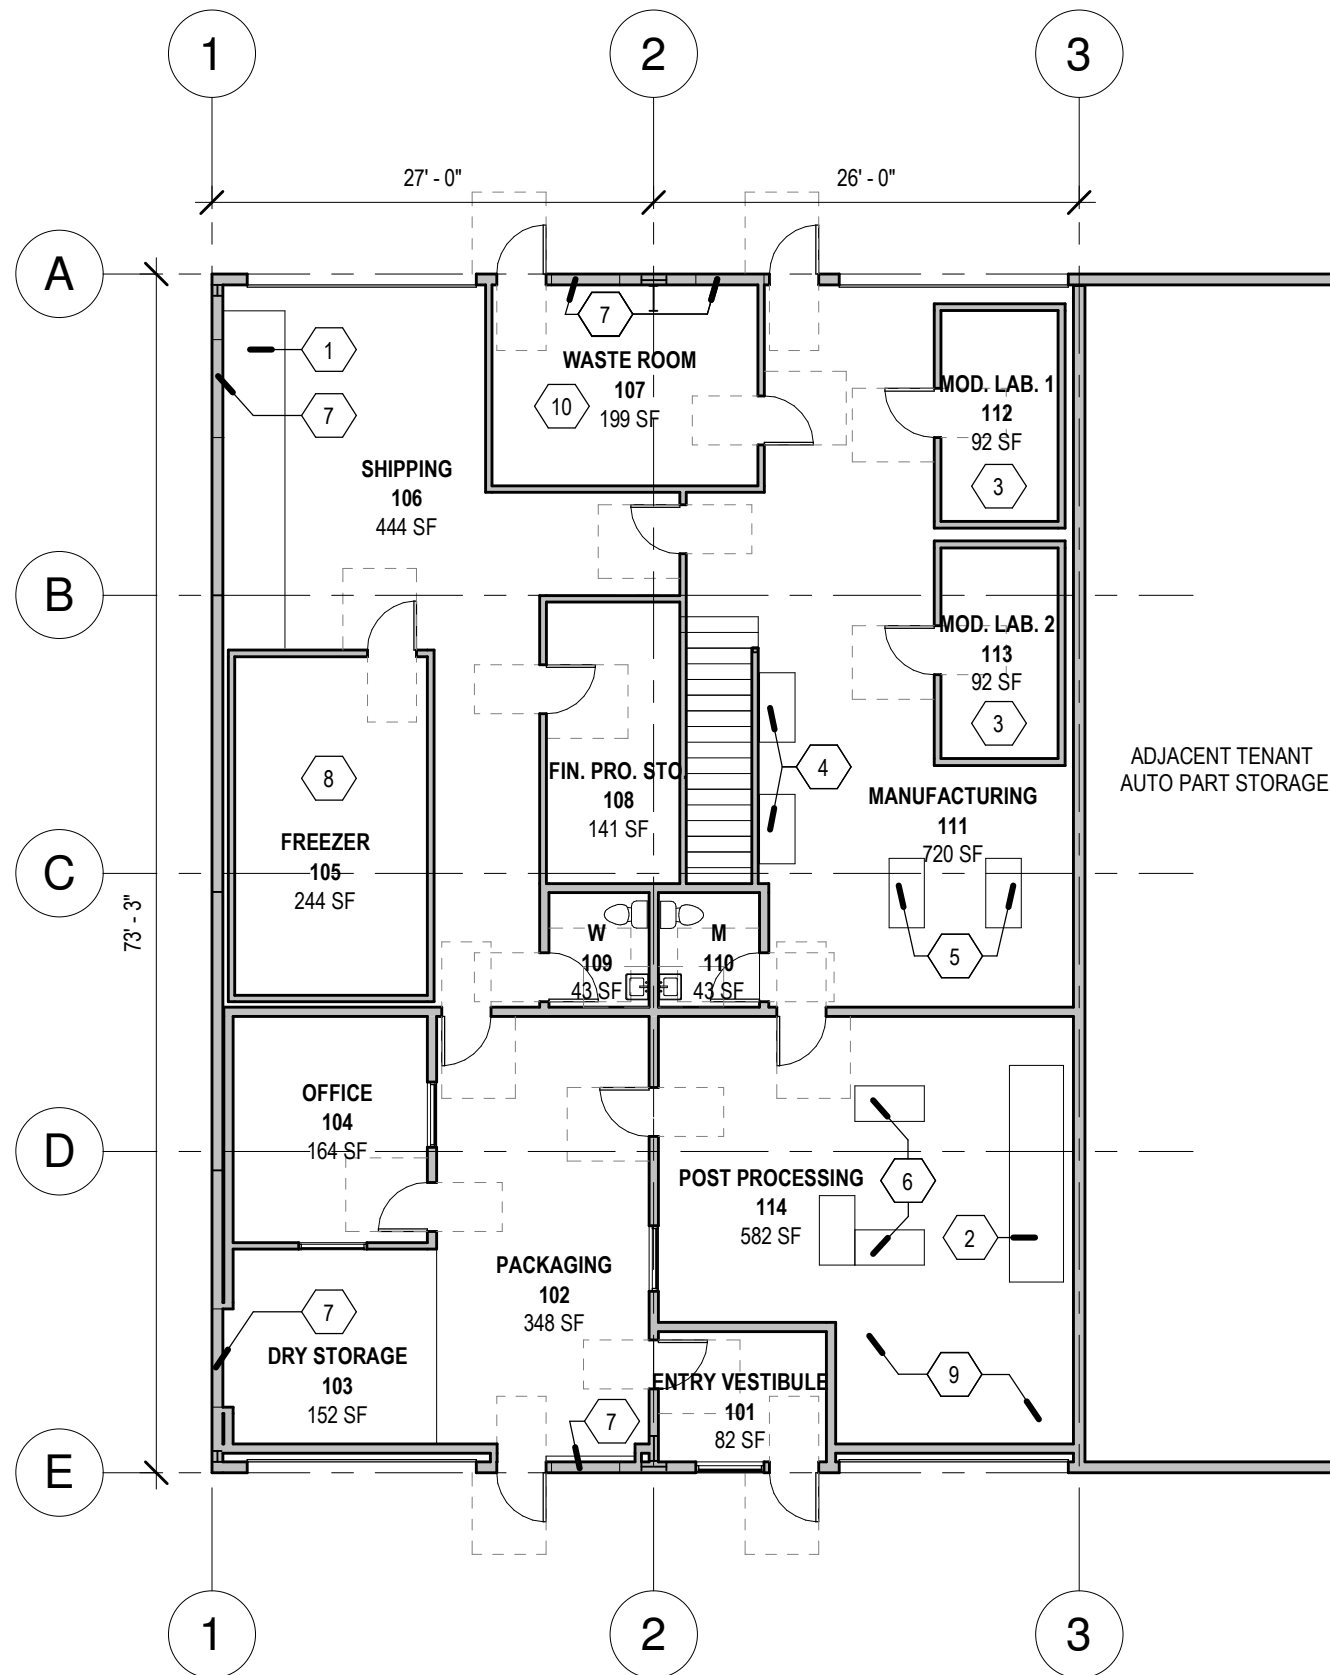 1
2
3
27' - 0"
26' - 0"
A
7
1
WASTE ROOM
107
199 SF
10
MOD. LAB. 1
112
92 SF
3
7
SHIPPING
106
444 SF
B
MOD. LAB. 2
113
92 SF
3
8
FREEZER
105
244 SF
FIN. PRO. STO.
108
141 SF
4
MANUFACTURING
111
720 SF
ADJACENT TENANT
AUTO PART STORAGE
C
73' - 3"
W
109
43 SF
M
110
43 SF
5
OFFICE
104
164 SF
D
POST PROCESSING
114
582 SF
6
2
PACKAGING
102
348 SF
7
DRY STORAGE
103
152 SF
ENTRY VESTIBULE
101
82 SF
9
7
E
1
2
3